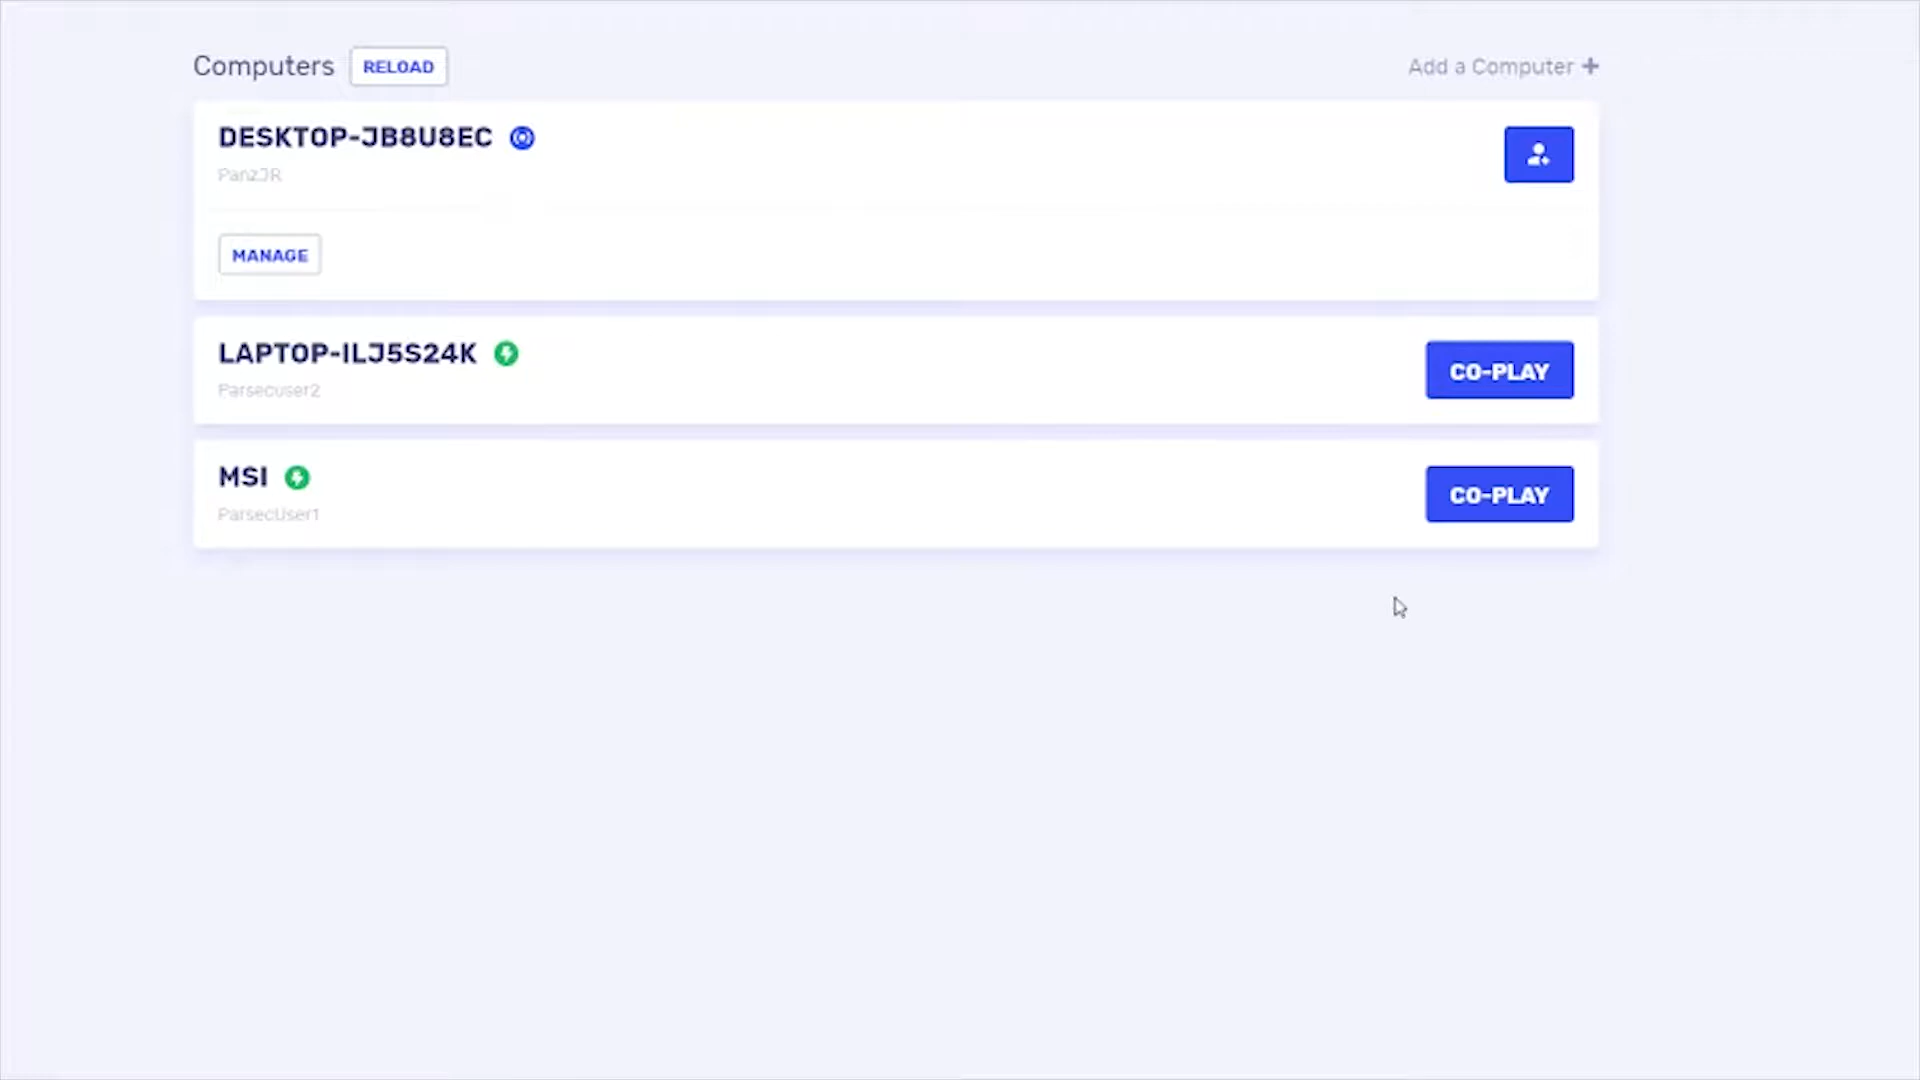 Computers RELOAD Add a Computer +
DESKTOP-JB8U8EC
PanzJR
MANAGE
LAPTOP-ILJ5S24K
Parsecuser2
CO-PLAY
MSI
ParsecUser1
CO-PLAY